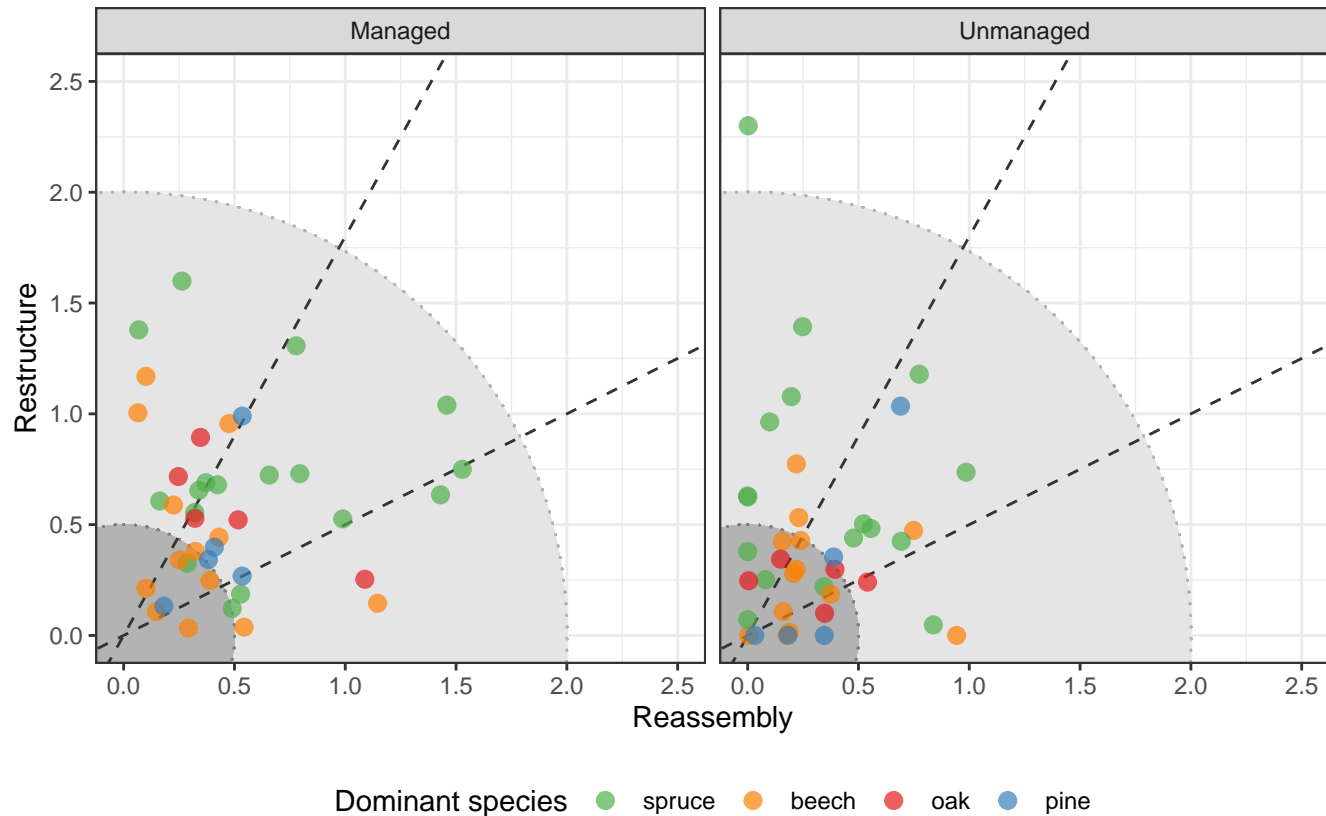 Managed Unmanaged
2.5
2.0
1.5
1.0
0.5
0.0
Restructure
0.0 0.5 1.0 1.5 2.0 2.5 0.0 0.5 1.0 1.5 2.0 2.5
Reassembly
Dominant species spruce beech oak pine